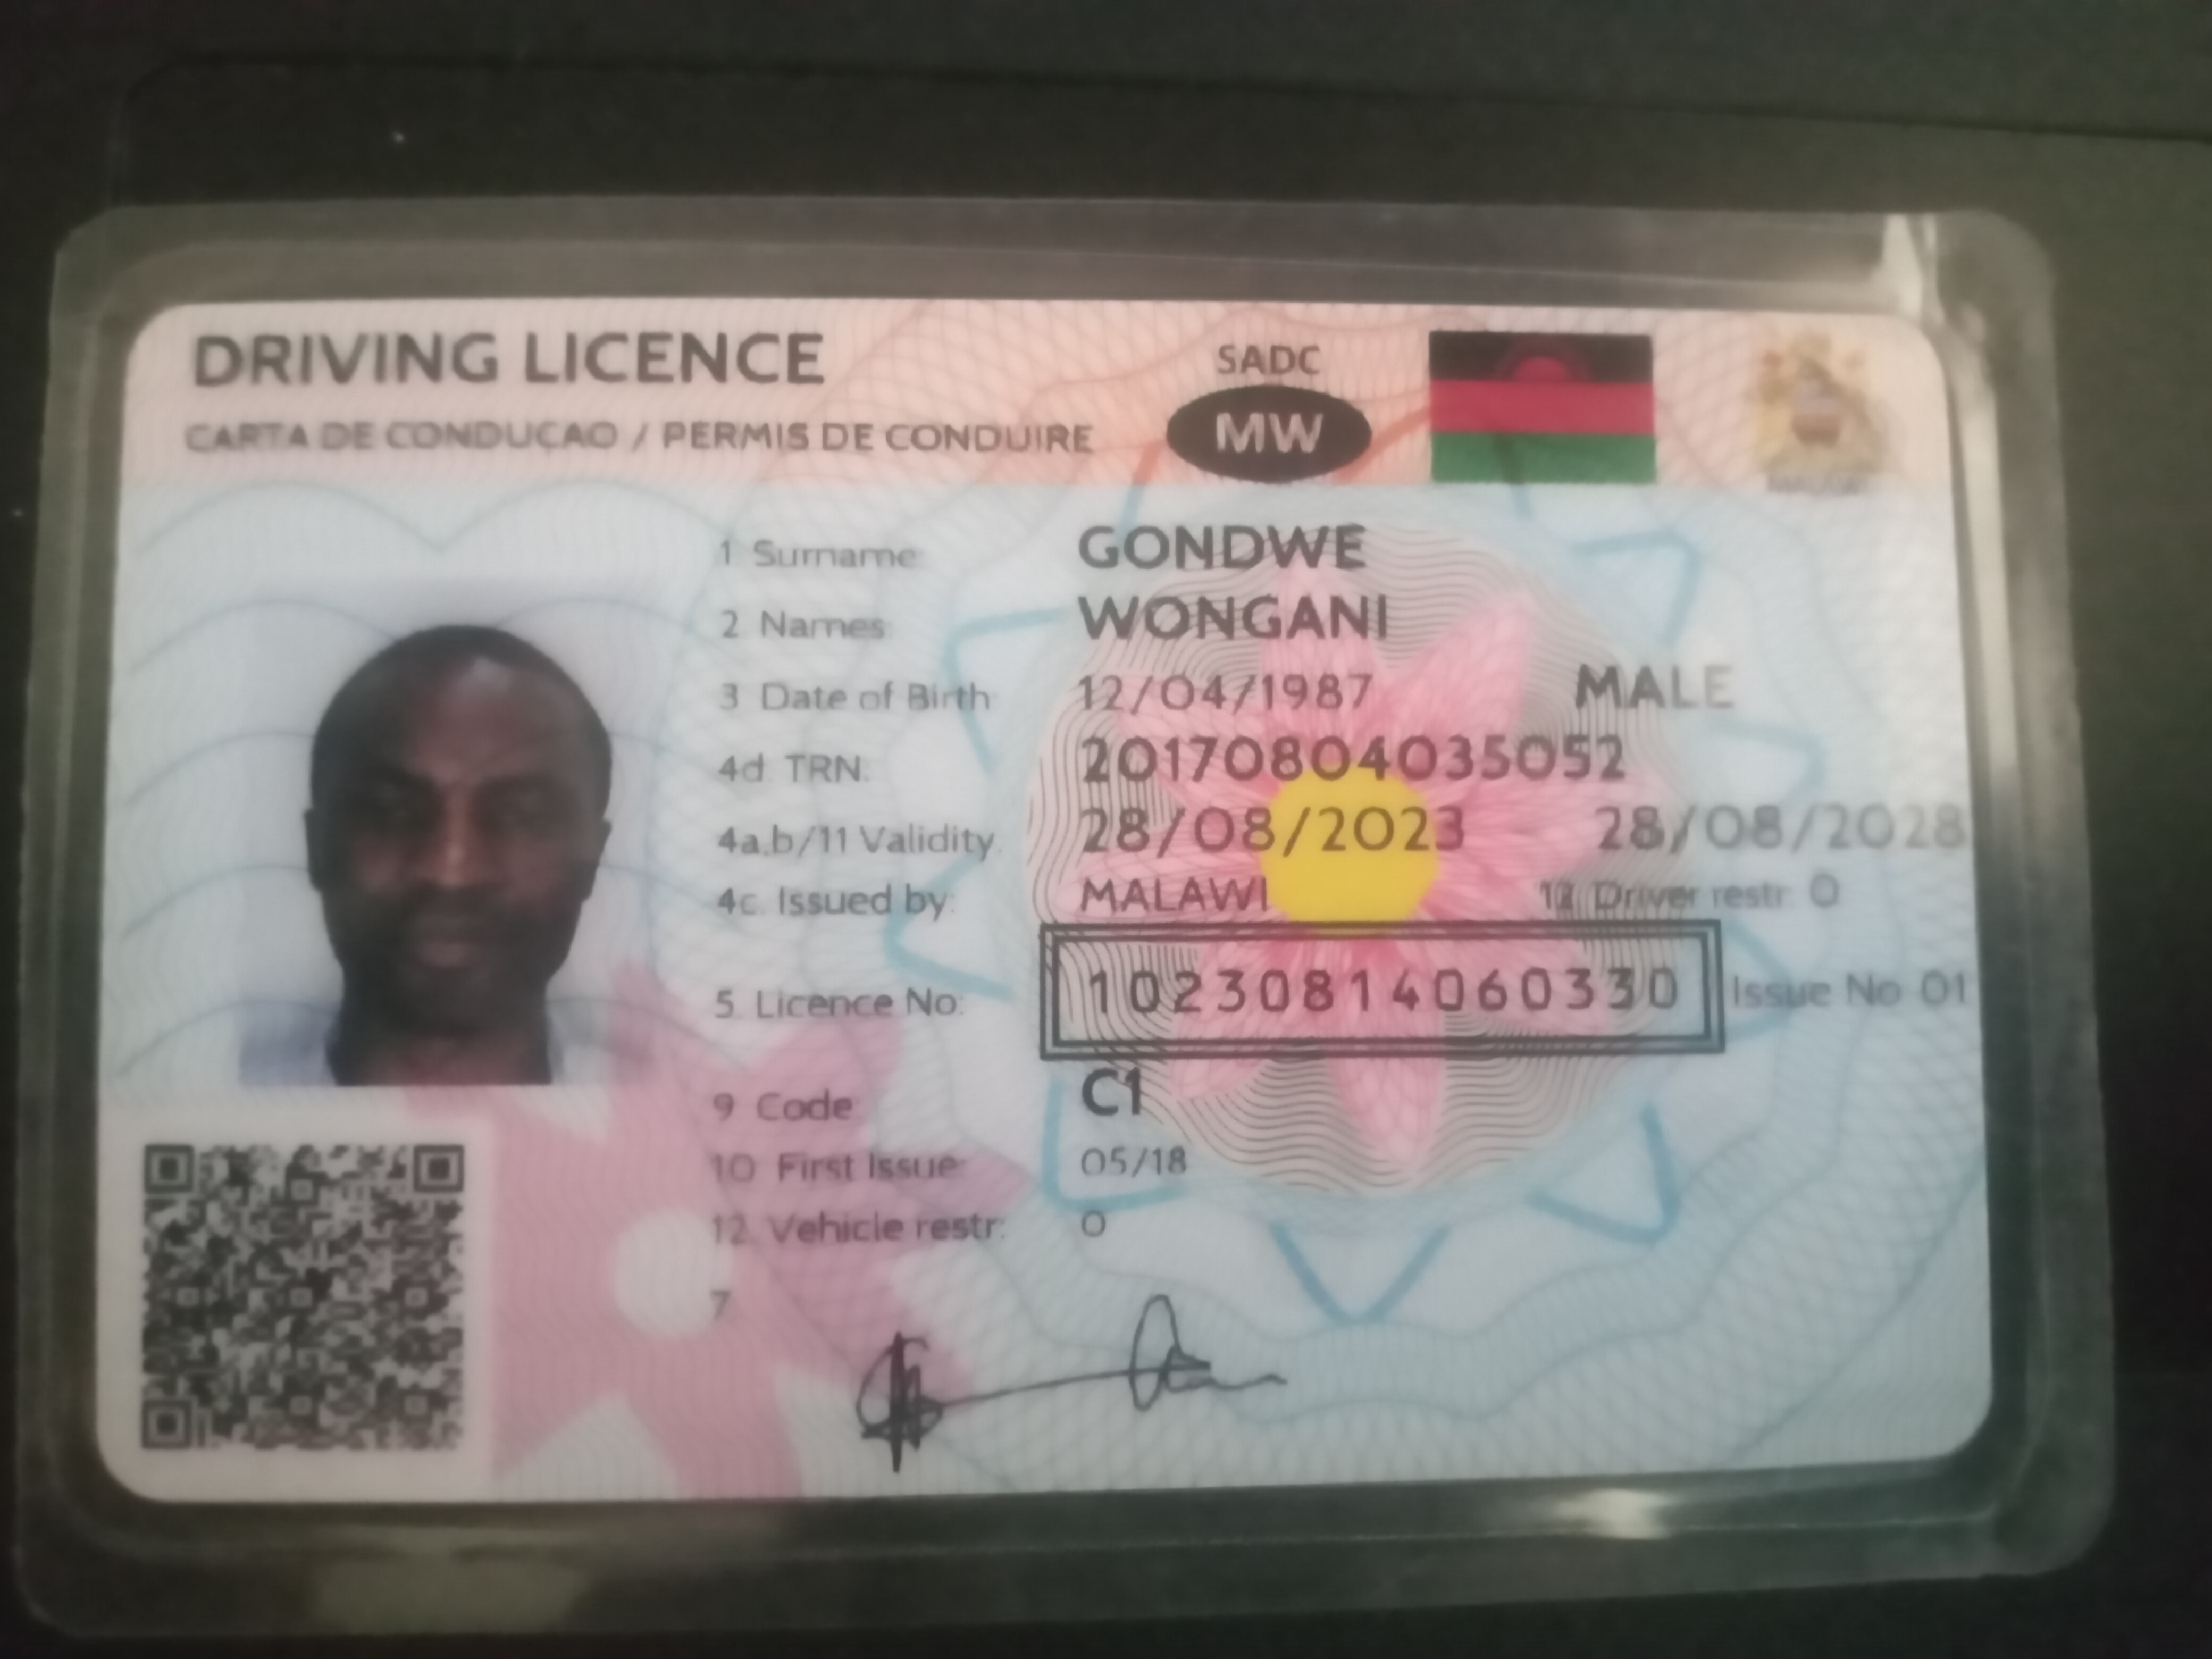 DRIVING LICENCE
CARTA DE CONDUCAO / PERMIS DE CONDUIRE
SADC
MW
1 Surname: GONDWE
2 Names: WONGANI
3 Date of Birth: 12/04/1987 MALE
4d TRN: 20170804035052
4a,b/11 Validity: 28/08/2023 28/08/2028
4c. Issued by: MALAWI 12 Driver restr: 0
5 Licence No: 10230814060330 Issue No 01
9 Code: C1
10 First Issue: 05/18
12. Vehicle restr: 0
7